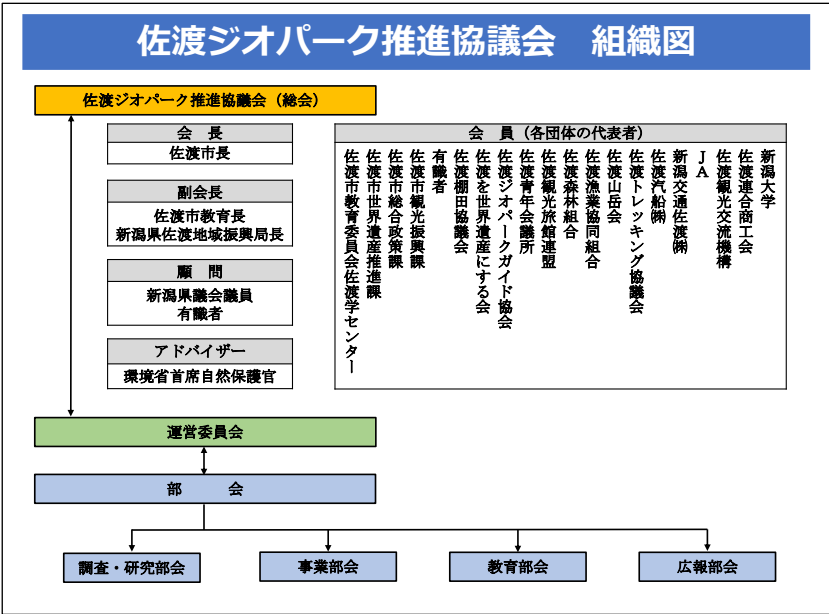 佐渡ジオパーク推進協議会　組織図
佐渡ジオパーク推進協議会（総会）
会　長
佐渡市長
副会長
佐渡市教育長
新潟県佐渡地域振興局長
顧　問
新潟県議会議員
有識者
アドバイザー
環境省首席自然保護官
会　員（各団体の代表者）
新潟大学
佐渡連合商工会
佐渡観光交流機構
ＪＡ
新潟交通佐渡㈱
佐渡汽船㈱
佐渡トレッキング協議会
佐渡山岳会
佐渡漁業協同組合
佐渡森林組合
佐渡観光旅館連盟
佐渡青年会議所
佐渡ジオパークガイド協会
佐渡を世界遺産にする会
佐渡棚田協議会
有識者
佐渡市観光振興課
佐渡市総合政策課
佐渡市世界遺産推進課
佐渡市教育委員会佐渡学センター
運営委員会
部　　会
調査・研究部会
事業部会
教育部会
広報部会